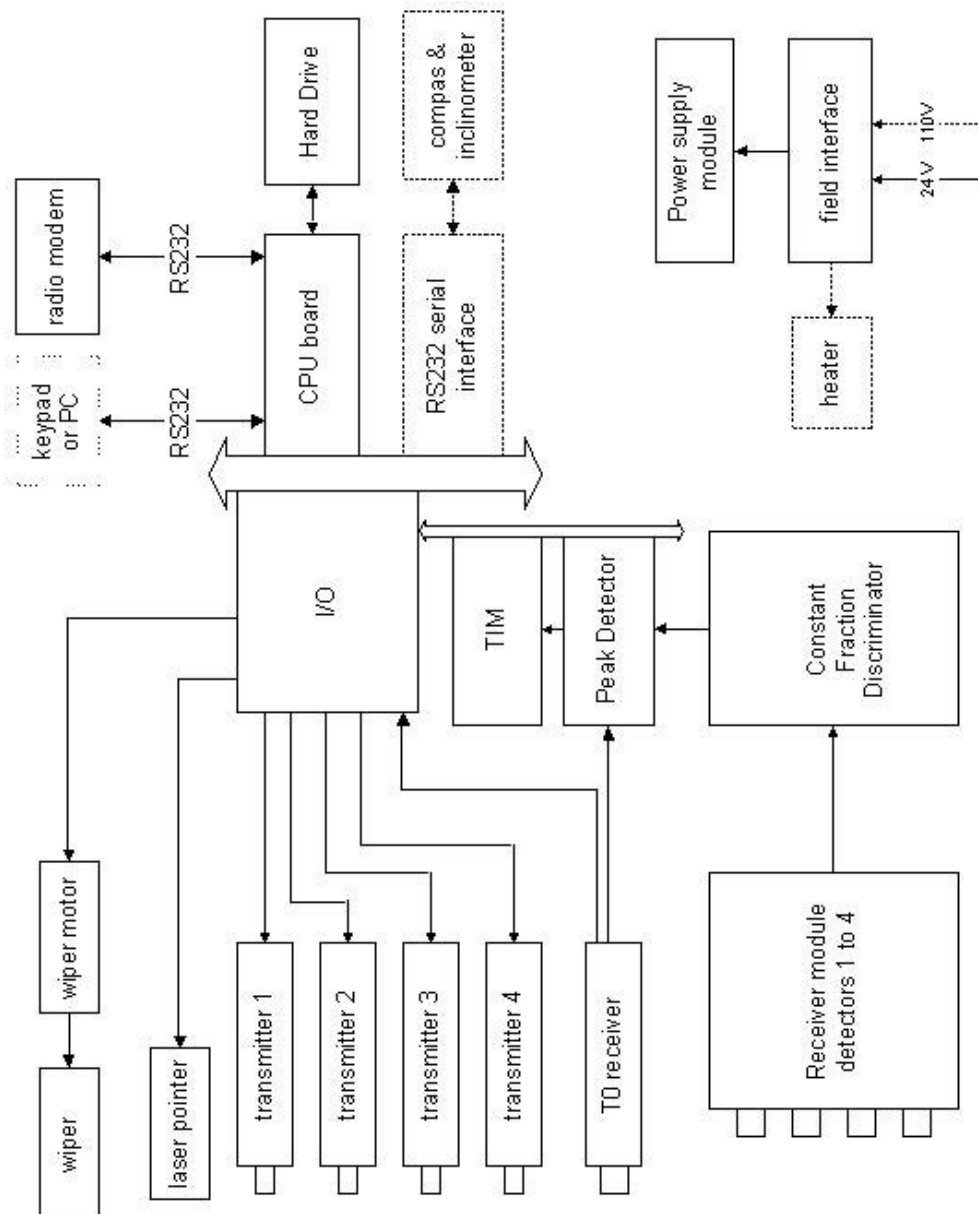 keypad
or PC
radio modem
RS232
RS232
CPU board
Hard Drive
RS232 serial
interface
compas &
inclinometer
I/O
TIM
Peak Detector
Constant
Fraction
Discriminator
wiper
wiper motor
laser pointer
transmitter 1
transmitter 2
transmitter 3
transmitter 4
T0 receiver
Receiver module
detectors 1 to 4
Power supply
module
field interface
heater
24V
110V